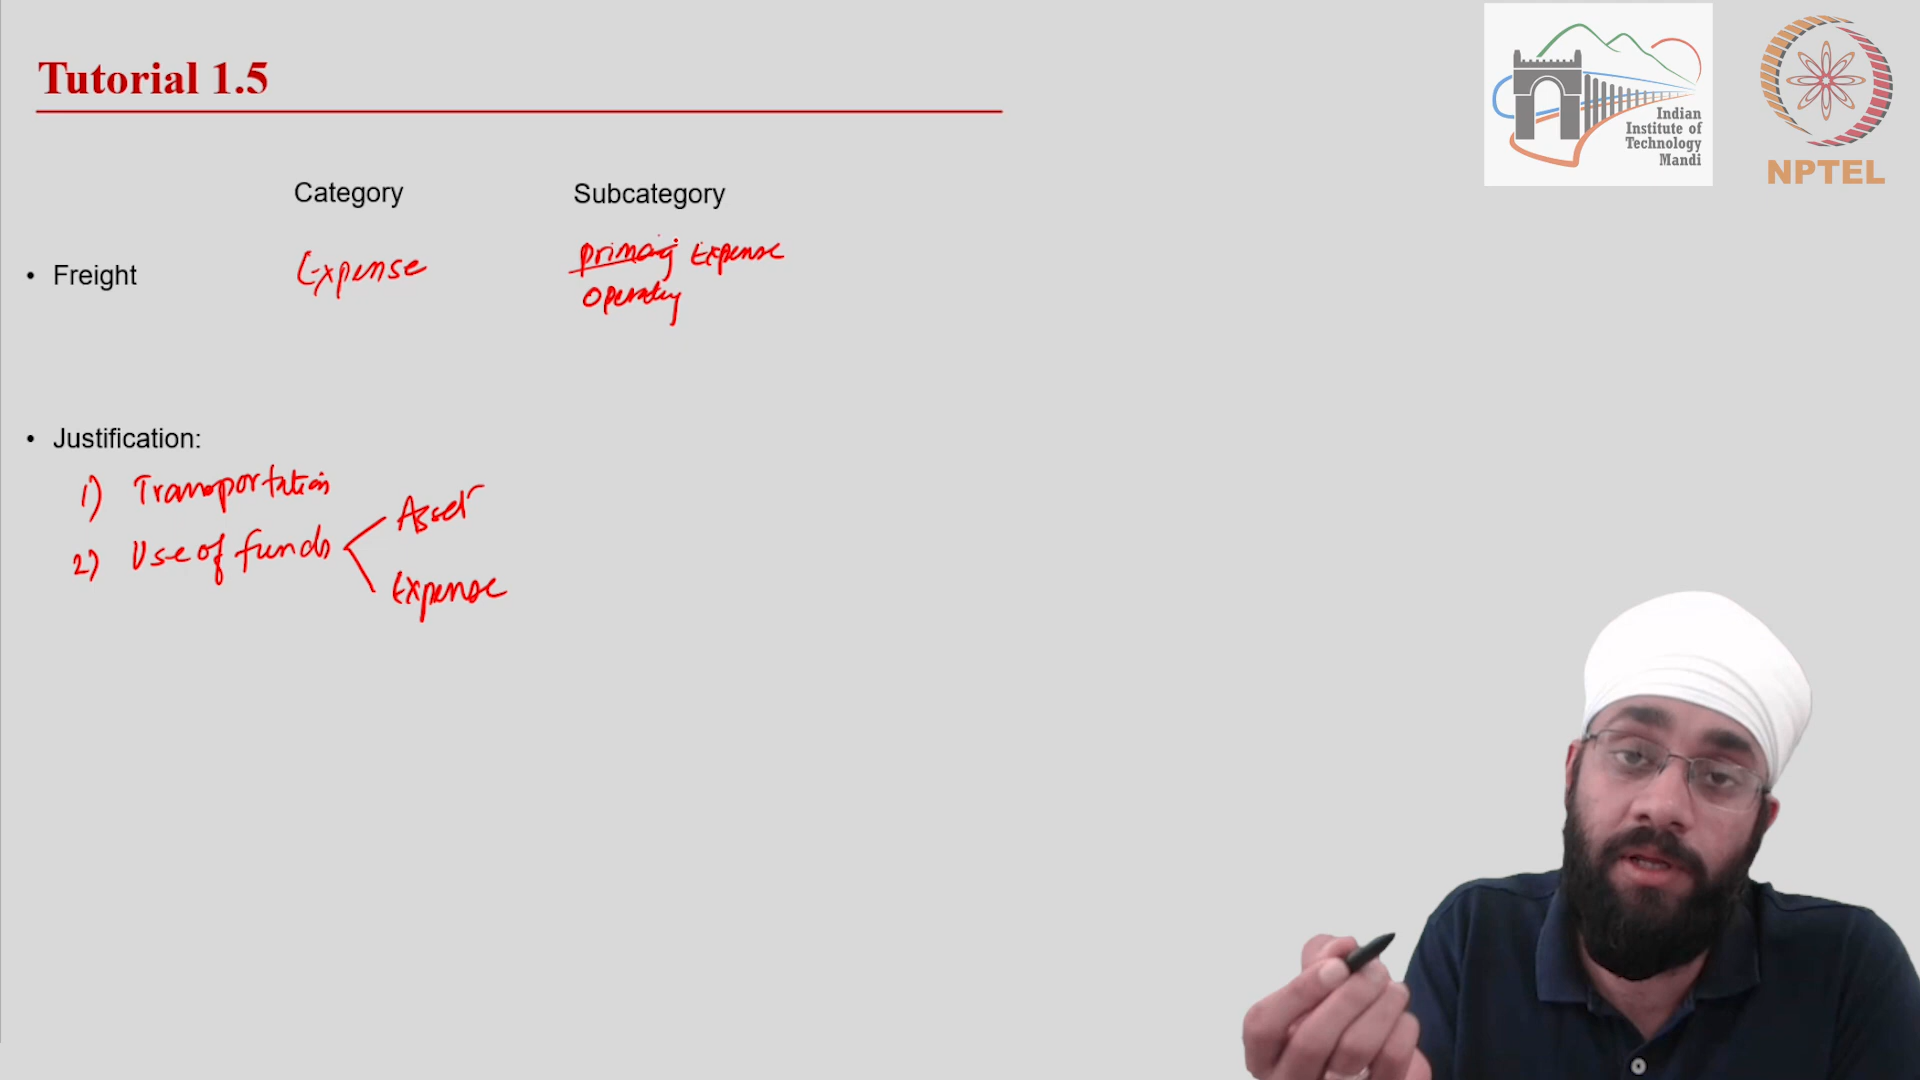 Tutorial 1.5
Indian
Institute of
Technology
Mandi
NPTEL
Category Subcategory
• Freight Expense Primary Expense
Operating
• Justification:
1) Transportation
2) Use of funds Asset
Expense